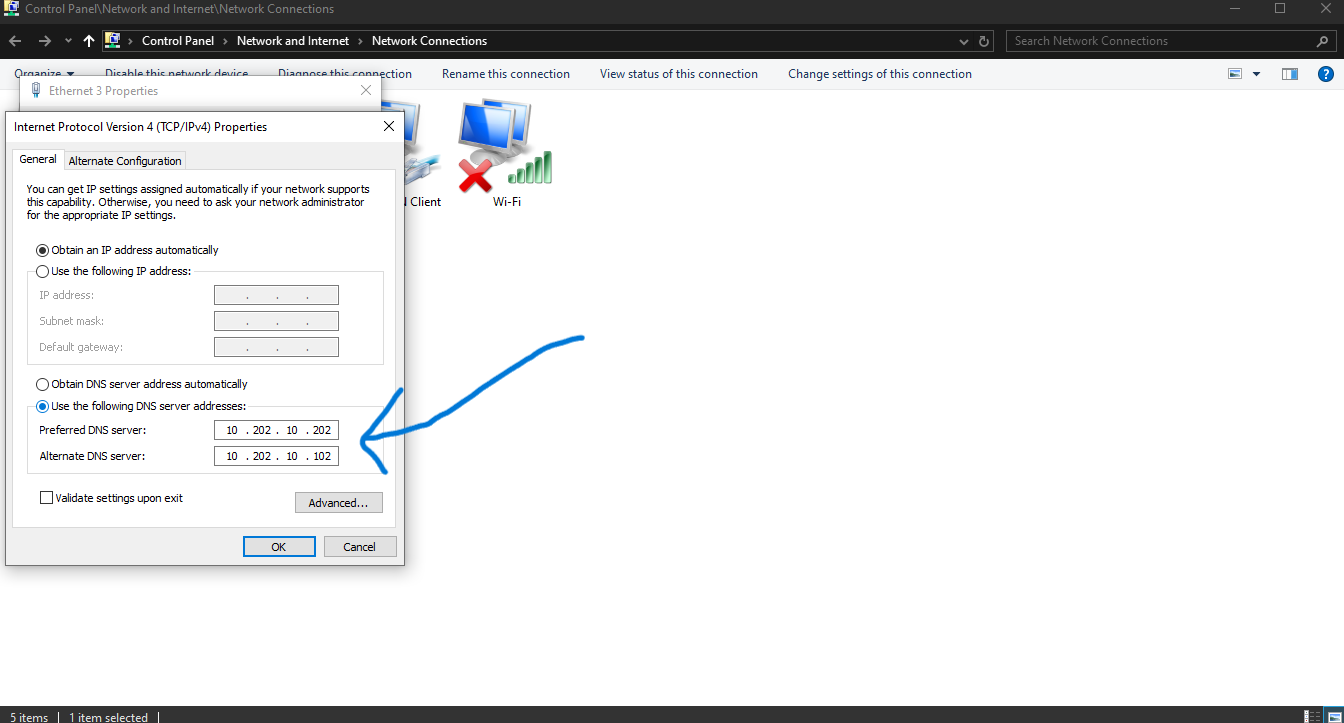 Control Panel\Network and Internet\Network Connections
Control Panel > Network and Internet > Network Connections
Search Network Connections
Organize Disable this network device Diagnose this connection Rename this connection View status of this connection Change settings of this connection
Ethernet 3 Properties
Internet Protocol Version 4 (TCP/IPv4) Properties
General Alternate Configuration
You can get IP settings assigned automatically if your network supports
this capability. Otherwise, you need to ask your network administrator
for the appropriate IP settings.
Obtain an IP address automatically
Use the following IP address:
IP address: . . .
Subnet mask: . . .
Default gateway: . . .
Obtain DNS server address automatically
Use the following DNS server addresses:
Preferred DNS server: 10 . 202 . 10 . 202
Alternate DNS server: 10 . 202 . 10 . 102
Validate settings upon exit
Advanced...
OK Cancel
Client
Wi-Fi
5 items 1 item selected